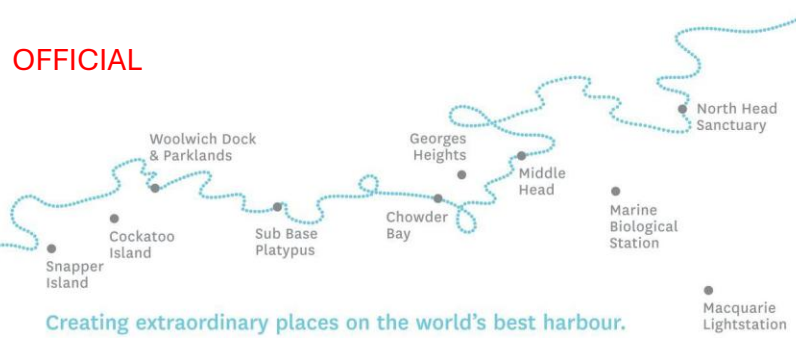 OFFICIAL
Woolwich Dock
& Parklands
Georges
Heights
North Head
Sanctuary
Middle
Head
Marine
Biological
Station
Chowder
Bay
Sub Base
Platypus
Cockatoo
Island
Snapper
Island
Macquarie
Lightstation
Creating extraordinary places on the world's best harbour.